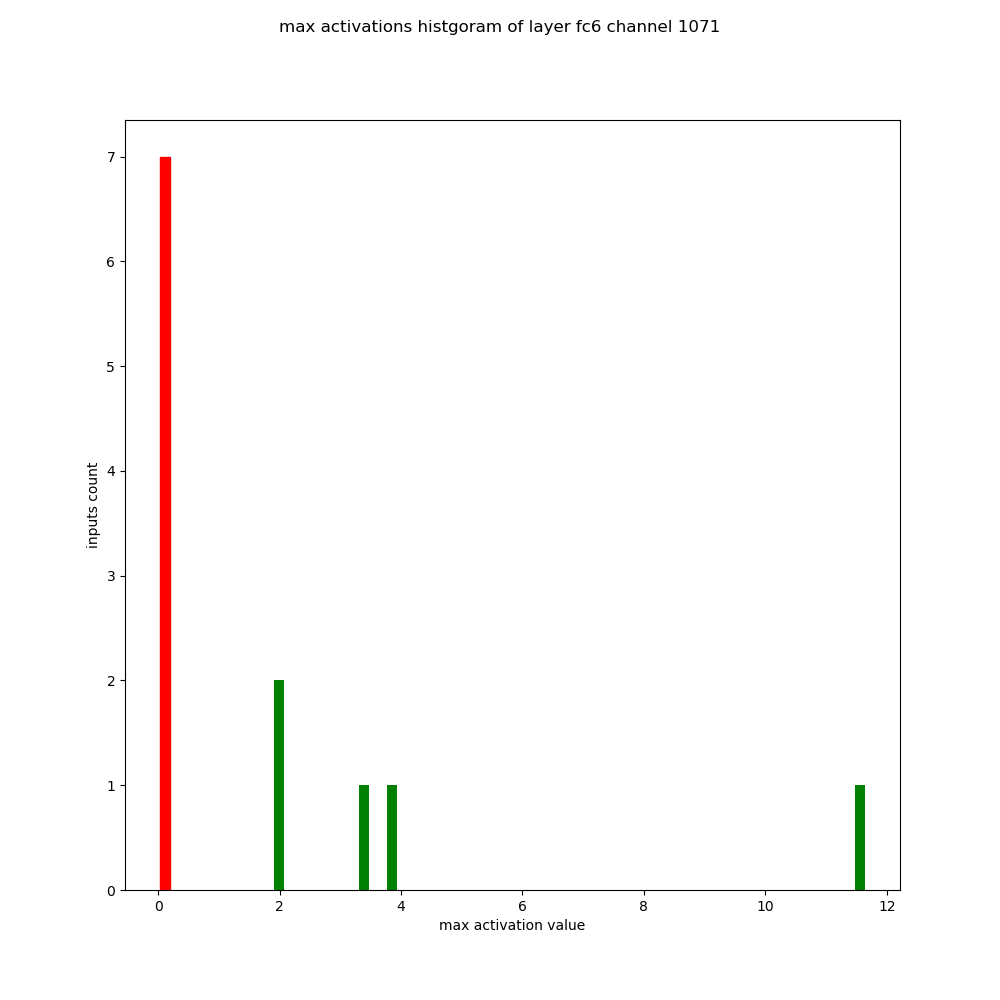 max activations histgoram of layer fc6 channel 1071
7
6
5
4
3
2
1
0
inputs count
0 2 4 6 8 10 12
max activation value